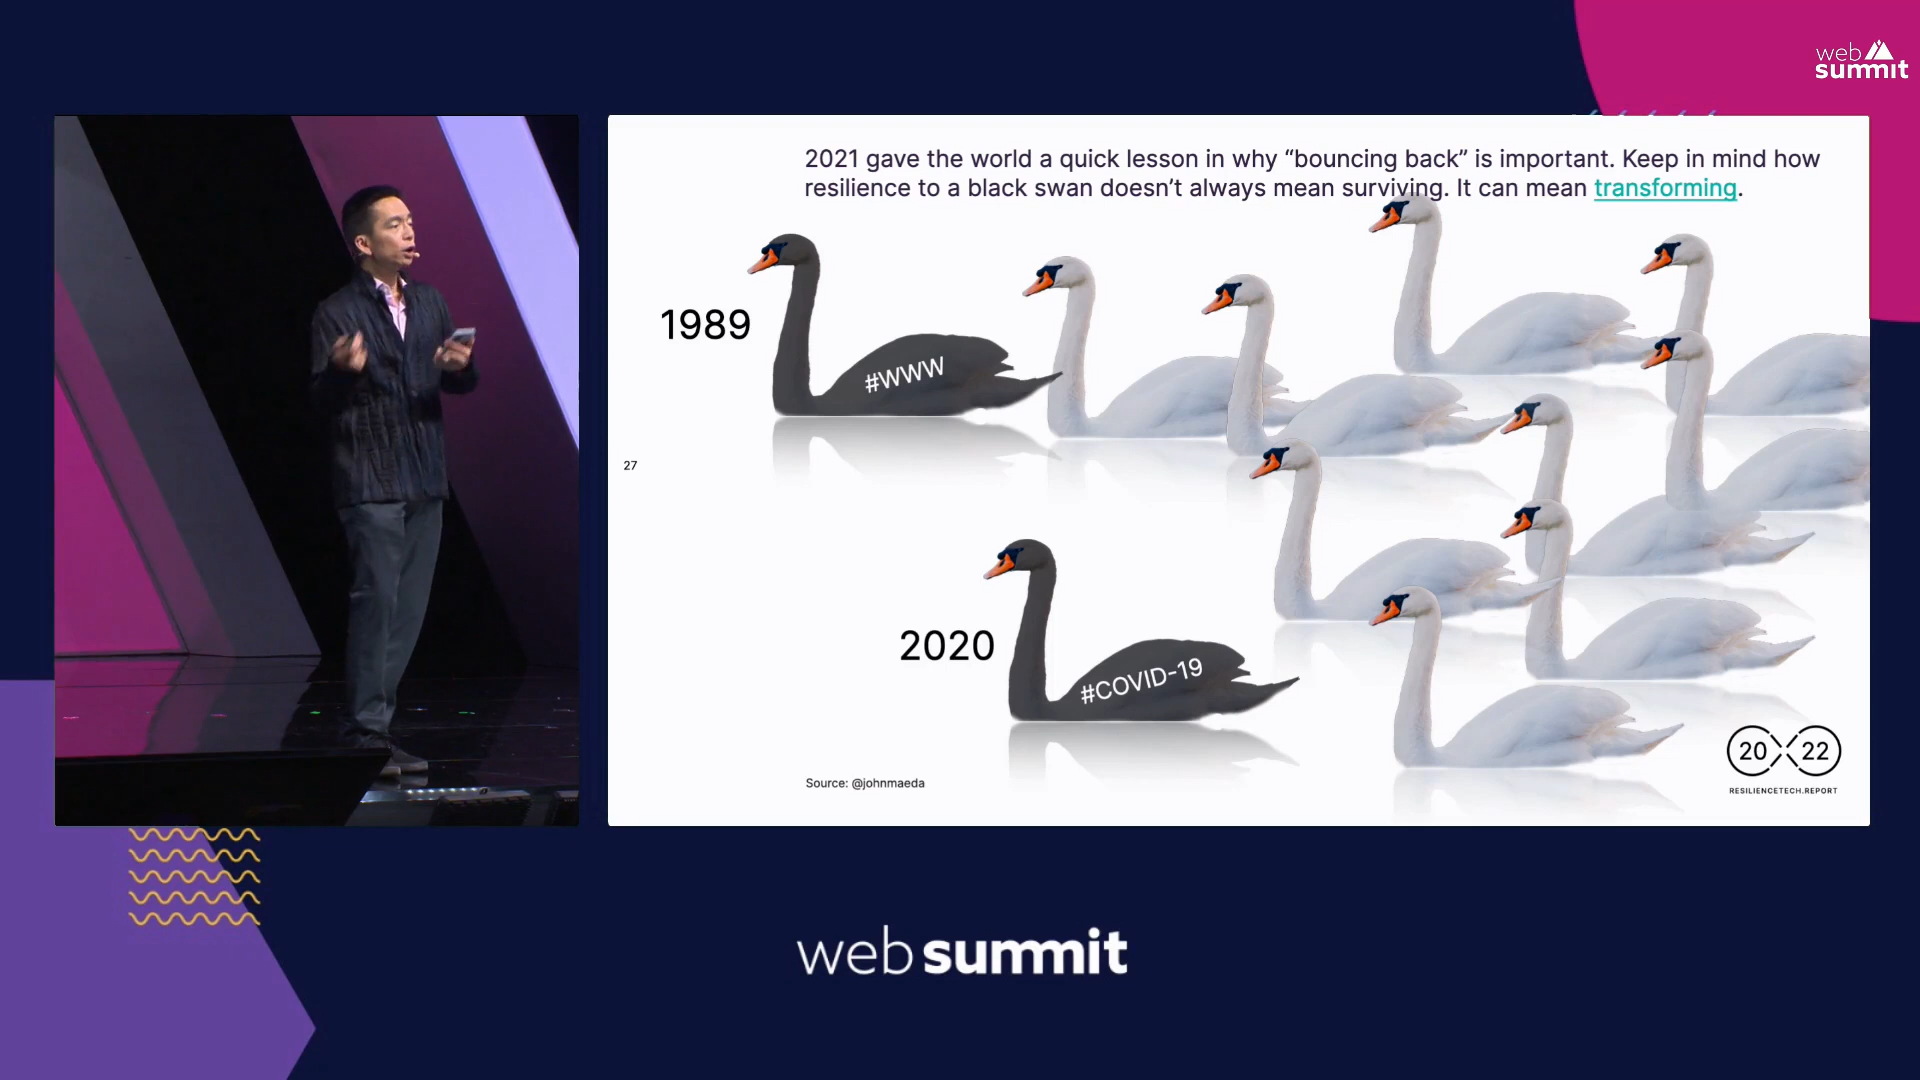 web
summit
2021 gave the world a quick lesson in why “bouncing back” is important. Keep in mind how
resilience to a black swan doesn’t always mean surviving. It can mean transforming.
1989
#WWW
27
2020
#COVID-19
20 22
RESILIENCETECH.REPORT
Source: @johnmaeda
web summit